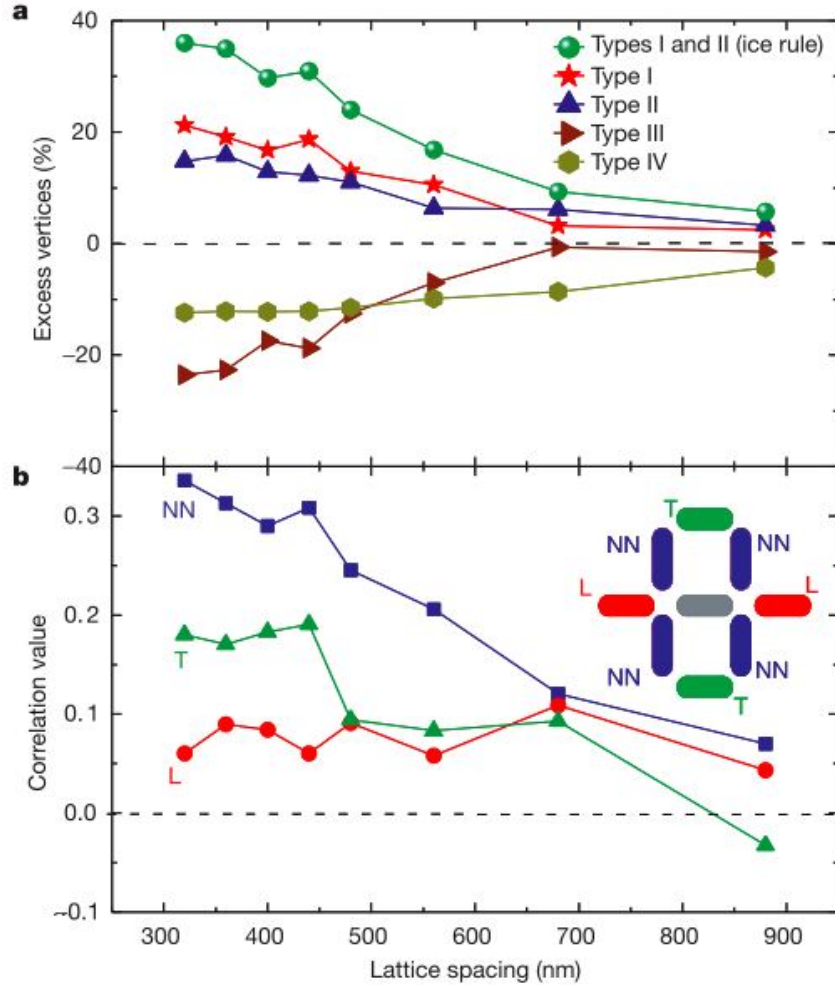 a
40
20
0
−20
−40
Excess vertices (%)
Types I and II (ice rule)
Type I
Type II
Type III
Type IV
b
0.3
0.2
0.1
0.0
−0.1
Correlation value
NN
T
L
T
NN
NN
L
L
NN
NN
T
300
400
500
600
700
800
900
Lattice spacing (nm)